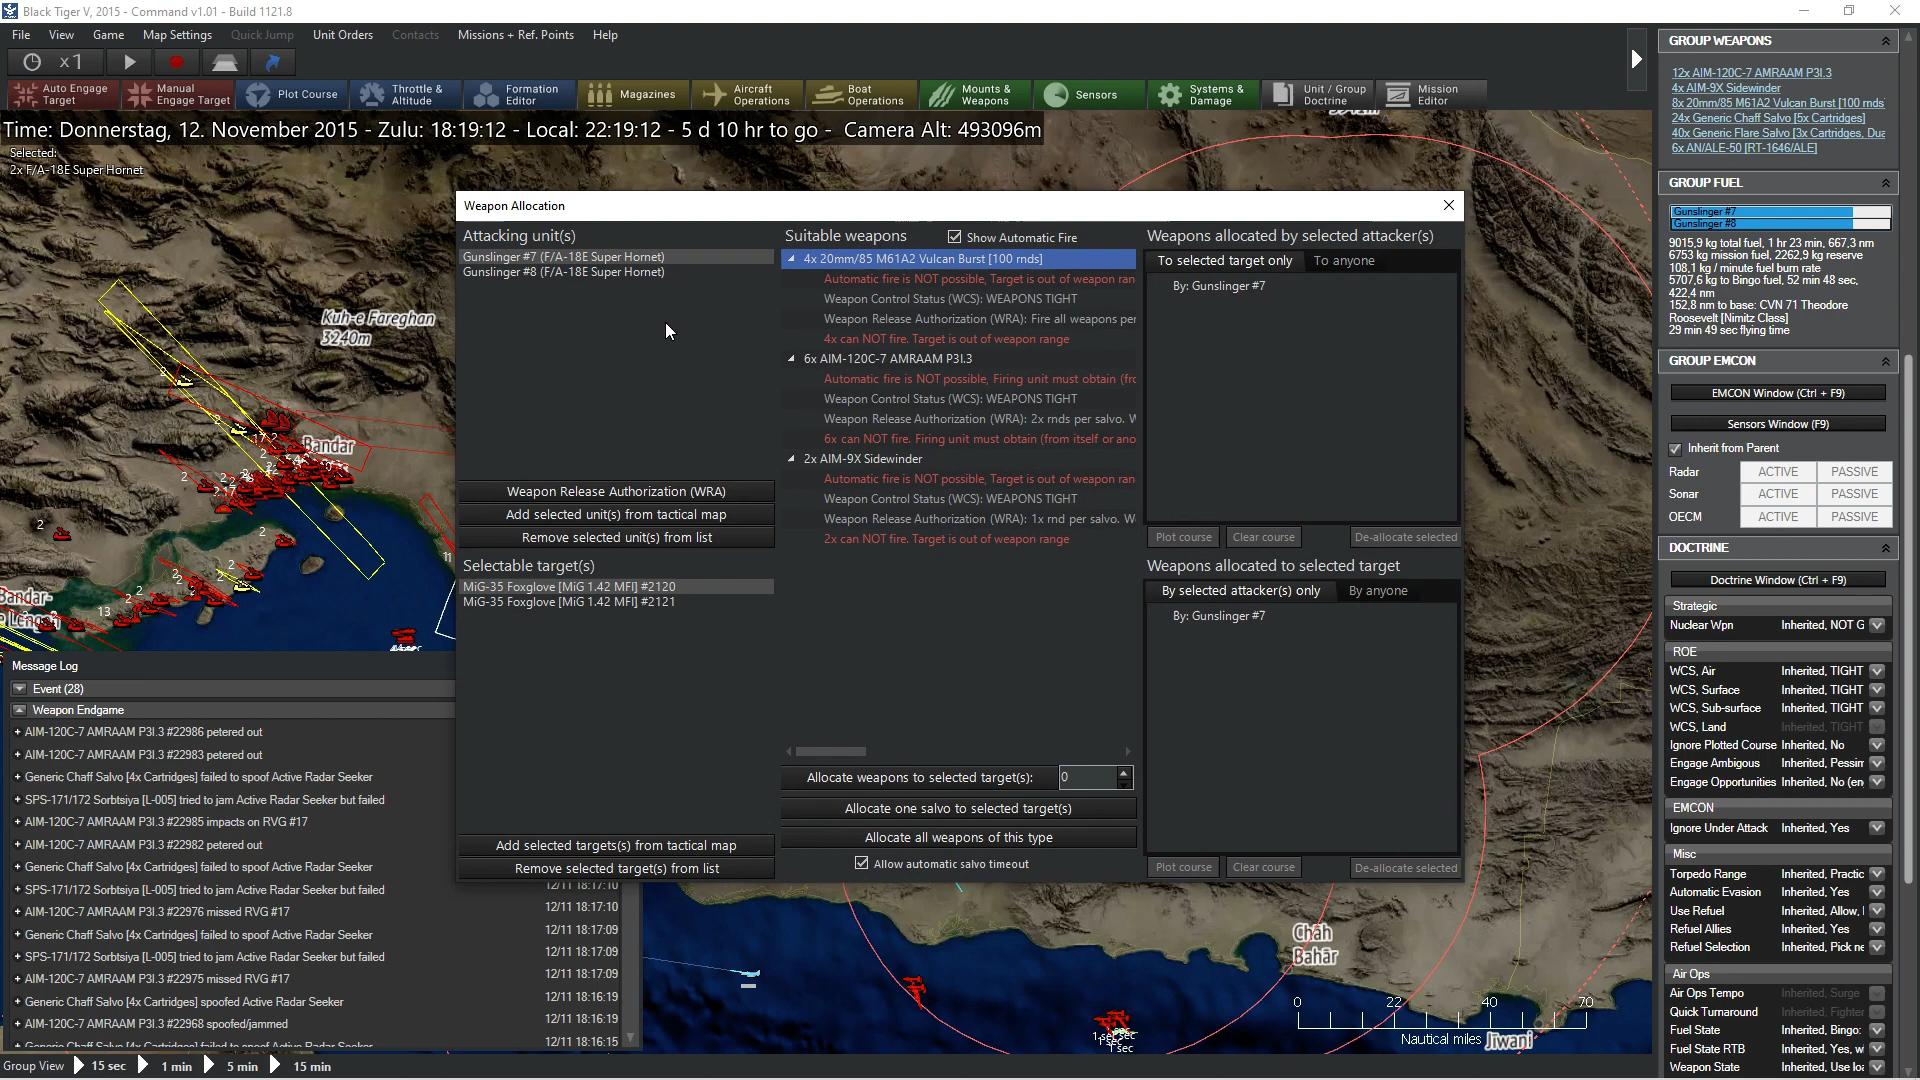 Black Tiger V, 2015 - Command v1.01 - Build 1121.8
File View Game Map Settings Quick Jump Unit Orders Contacts Missions + Ref. Points Help
x1
Auto Engage Target
Manual Engage Target
Plot Course
Throttle & Altitude
Formation Editor
Magazines
Aircraft Operations
Boat Operations
Mounts & Weapons
Sensors
Systems & Damage
Unit / Group Doctrine
Mission Editor
Time: Donnerstag, 12. November 2015 - Zulu: 18:19:12 - Local: 22:19:12 - 5 d 10 hr to go - Camera Alt: 493096m
Selected:
2x F/A-18E Super Hornet
Kuh-e Fareghan
3240m
Bandar
Bandar-
e Lengeh
Weapon Allocation
Attacking unit(s)
Gunslinger #7 (F/A-18E Super Hornet)
Gunslinger #8 (F/A-18E Super Hornet)
Weapon Release Authorization (WRA)
Add selected unit(s) from tactical map
Remove selected unit(s) from list
Selectable target(s)
MiG-35 Foxglove [MiG 1.42 MFI] #2120
MiG-35 Foxglove [MiG 1.42 MFI] #2121
Add selected targets(s) from tactical map
Remove selected target(s) from list
Suitable weapons
Show Automatic Fire
4x 20mm/85 M61A2 Vulcan Burst [100 rnds]
Automatic fire is NOT possible, Target is out of weapon ran
Weapon Control Status (WCS): WEAPONS TIGHT
Weapon Release Authorization (WRA): Fire all weapons per
4x can NOT fire. Target is out of weapon range
6x AIM-120C-7 AMRAAM P3I.3
Automatic fire is NOT possible, Firing unit must obtain (frc
Weapon Control Status (WCS): WEAPONS TIGHT
Weapon Release Authorization (WRA): 2x rnds per salvo. W
6x can NOT fire. Firing unit must obtain (from itself or ano
2x AIM-9X Sidewinder
Automatic fire is NOT possible, Target is out of weapon ran
Weapon Control Status (WCS): WEAPONS TIGHT
Weapon Release Authorization (WRA): 1x rnd per salvo. W
2x can NOT fire. Target is out of weapon range
Allocate weapons to selected target(s): 0
Allocate one salvo to selected target(s)
Allocate all weapons of this type
Allow automatic salvo timeout
Weapons allocated by selected attacker(s)
To selected target only To anyone
By: Gunslinger #7
Plot course Clear course De-allocate selected
Weapons allocated to selected target
By selected attacker(s) only By anyone
By: Gunslinger #7
Plot course Clear course De-allocate selected
Message Log
Event (28)
Weapon Endgame
+ AIM-120C-7 AMRAAM P3I.3 #22986 petered out
+ AIM-120C-7 AMRAAM P3I.3 #22983 petered out
+ Generic Chaff Salvo [4x Cartridges] failed to spoof Active Radar Seeker
+ SPS-171/172 Sorbtsiya [L-005] tried to jam Active Radar Seeker but failed
+ AIM-120C-7 AMRAAM P3I.3 #22985 impacts on RVG #17
+ AIM-120C-7 AMRAAM P3I.3 #22982 petered out
+ Generic Chaff Salvo [4x Cartridges] failed to spoof Active Radar Seeker
+ SPS-171/172 Sorbtsiya [L-005] tried to jam Active Radar Seeker but failed 12/11 18:17:10
+ AIM-120C-7 AMRAAM P3I.3 #22976 missed RVG #17 12/11 18:17:10
+ Generic Chaff Salvo [4x Cartridges] failed to spoof Active Radar Seeker 12/11 18:17:09
+ SPS-171/172 Sorbtsiya [L-005] tried to jam Active Radar Seeker but failed 12/11 18:17:09
+ AIM-120C-7 AMRAAM P3I.3 #22975 missed RVG #17 12/11 18:17:09
+ Generic Chaff Salvo [4x Cartridges] spoofed Active Radar Seeker 12/11 18:16:19
+ AIM-120C-7 AMRAAM P3I.3 #22968 spoofed/jammed 12/11 18:16:19
+ Generic Chaff Salvo [4x Cartridges] failed to spoof Active Radar Seeker 12/11 18:16:15
Group View 15 sec 1 min 5 min 15 min
Chāh
Bahār
1 sec
0 22 40 70
Nautical miles
Jiwani
GROUP WEAPONS
12x AIM-120C-7 AMRAAM P3I.3
4x AIM-9X Sidewinder
8x 20mm/85 M61A2 Vulcan Burst [100 rnds
24x Generic Chaff Salvo [5x Cartridges]
40x Generic Flare Salvo [3x Cartridges, Dua
6x AN/ALE-50 [RT-1646/ALE]
GROUP FUEL
Gunslinger #7
Gunslinger #8
9015,9 kg total fuel, 1 hr 23 min, 667,3 nm
6753 kg mission fuel, 2262,9 kg reserve
108,1 kg / minute fuel burn rate
5707,6 kg to Bingo fuel, 52 min 48 sec,
422,4 nm
152,8 nm to base: CVN 71 Theodore
Roosevelt [Nimitz Class]
29 min 49 sec flying time
GROUP EMCON
EMCON Window (Ctrl + F9)
Sensors Window (F9)
Inherit from Parent
Radar ACTIVE PASSIVE
Sonar ACTIVE PASSIVE
OECM ACTIVE PASSIVE
DOCTRINE
Doctrine Window (Ctrl + F9)
Strategic
Nuclear Wpn Inherited, NOT G
ROE
WCS, Air Inherited, TIGHT
WCS, Surface Inherited, TIGHT
WCS, Sub-surface Inherited, TIGHT
WCS, Land Inherited, TIGHT
Ignore Plotted Course Inherited, No
Engage Ambiguous Inherited, Pessim
Engage Opportunities Inherited, No (en
EMCON
Ignore Under Attack Inherited, Yes
Misc
Torpedo Range Inherited, Practic
Automatic Evasion Inherited, Yes
Use Refuel Inherited, Allow, I
Refuel Allies Inherited, Yes
Refuel Selection Inherited, Pick ne
Air Ops
Air Ops Tempo Inherited, Surge
Quick Turnaround Inherited, Fighter
Fuel State Inherited, Bingo:
Fuel State RTB Inherited, Yes, wi
Weapon State Inherited, Use loa